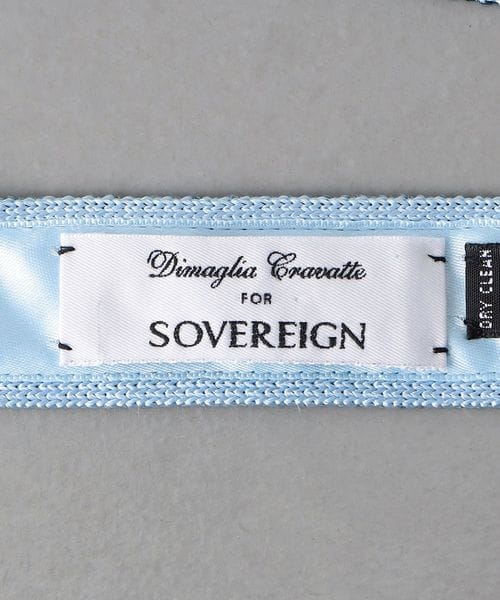 Dimaglia Cravatte
FOR
SOVEREIGN
DRY CLEAN